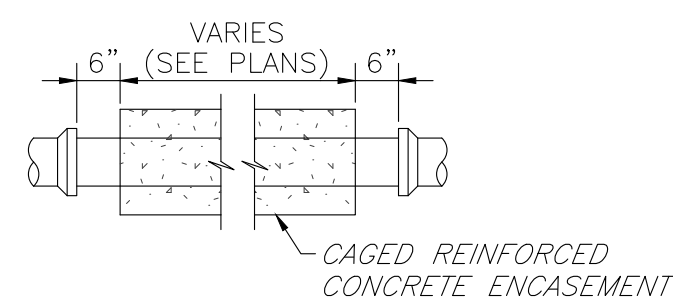 VARIES
6” (SEE PLANS) 6”
CAGED REINFORCED
CONCRETE ENCASEMENT